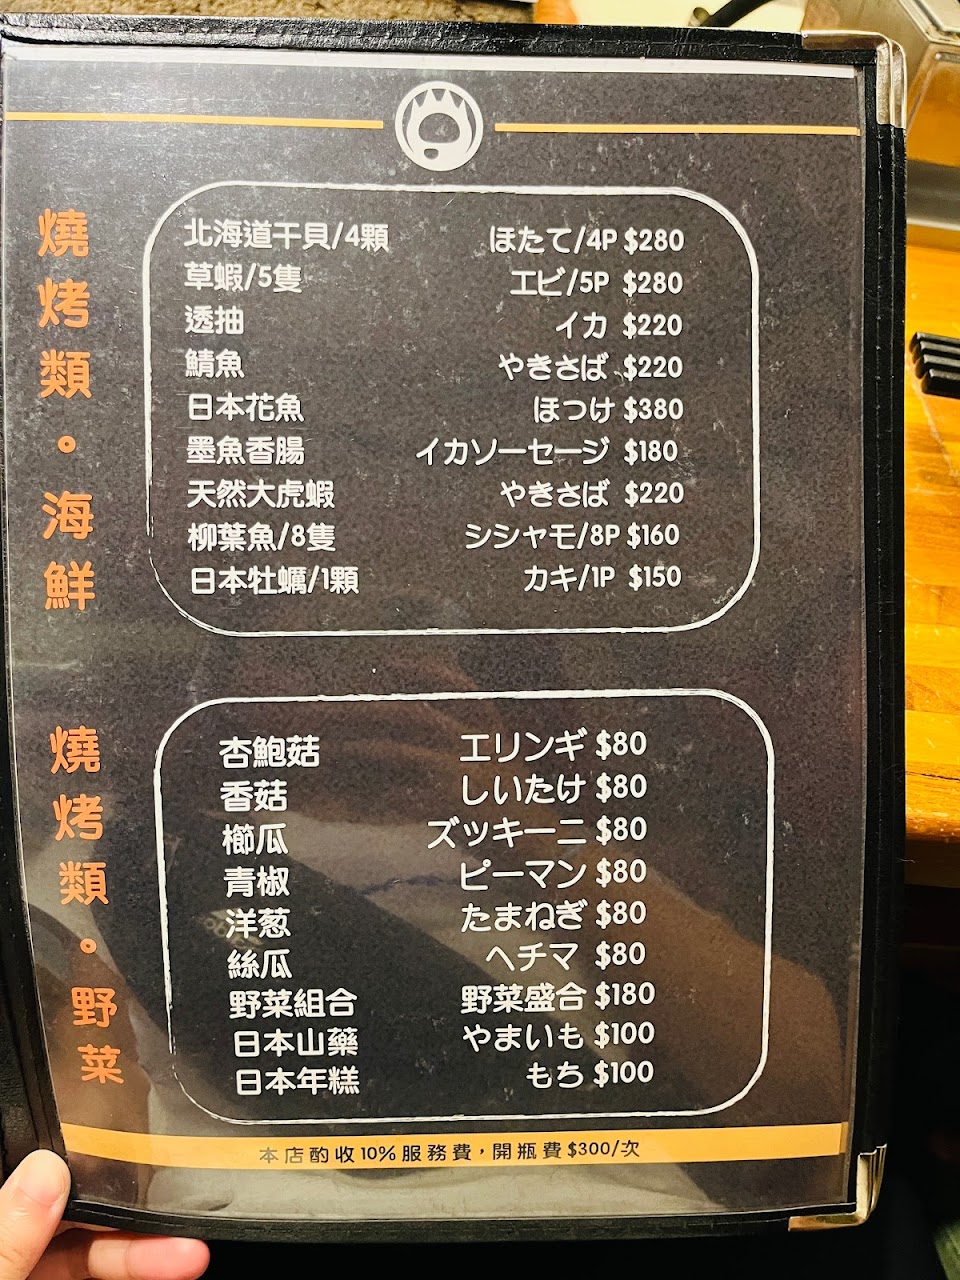 燒烤類。海鮮
北海道干貝/4顆 ほたて/4P $280
草蝦/5隻 エビ/5P $280
透抽 イカ $220
鯖魚 やきさば $220
日本花魚 ほつけ $380
墨魚香腸 イカソーセージ $180
天然大虎蝦 やきさば $220
柳葉魚/8隻 シシャモ/8P $160
日本牡蠣/1顆 カキ/1P $150
燒烤類。野菜
杏鮑菇 エリンギ $80
香菇 しいたけ $80
櫛瓜 ズッキーニ $80
青椒 ピーマン $80
洋葱 たまねぎ $80
絲瓜 ヘチマ $80
野菜組合 野菜盛合 $180
日本山藥 やまいも $100
日本年糕 もち $100
本店酌收10%服務費，開瓶費$300/次